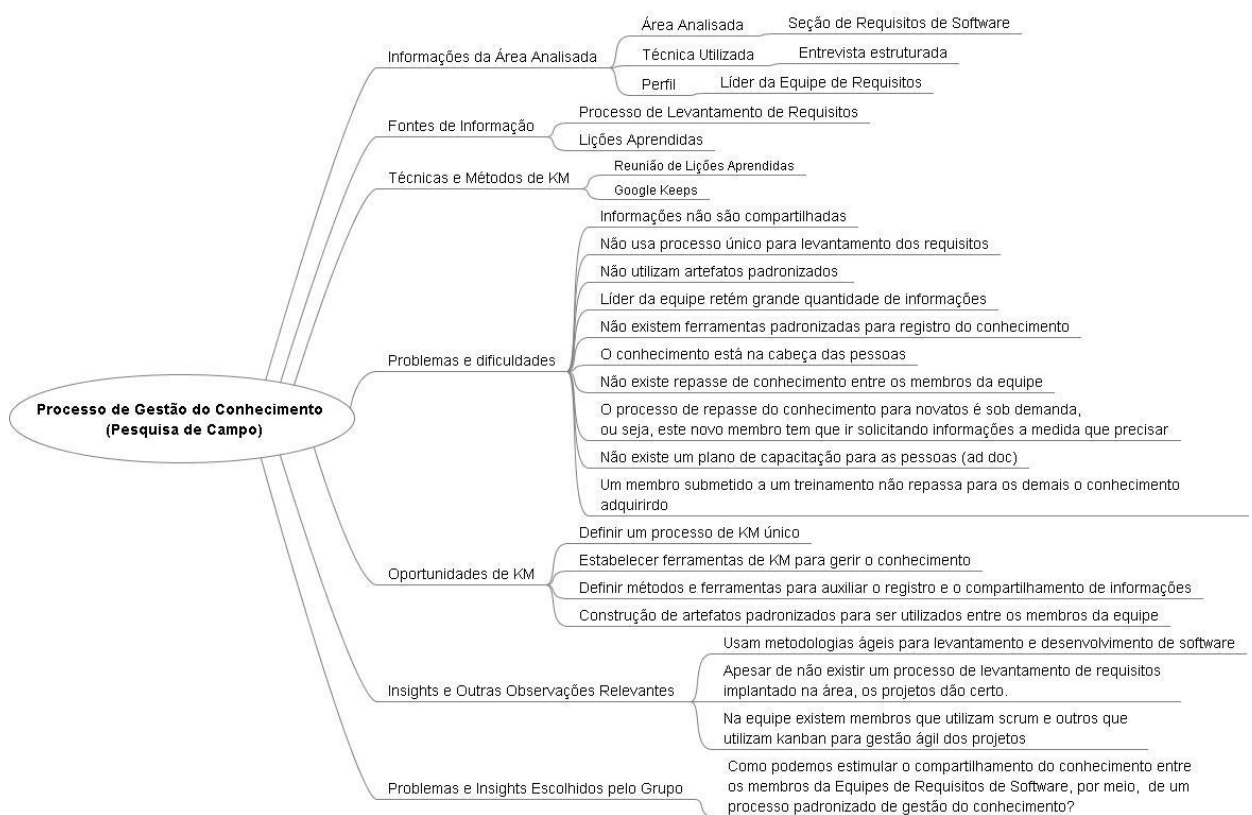 Processo de Gestão do Conhecimento
(Pesquisa de Campo)
Informações da Área Analisada
Área Analisada
Seção de Requisitos de Software
Técnica Utilizada
Entrevista estruturada
Perfil
Líder da Equipe de Requisitos
Fontes de Informação
Processo de Levantamento de Requisitos
Lições Aprendidas
Técnicas e Métodos de KM
Reunião de Lições Aprendidas
Google Keeps
Problemas e dificuldades
Informações não são compartilhadas
Não usa processo único para levantamento dos requisitos
Não utilizam artefatos padronizados
Líder da equipe retém grande quantidade de informações
Não existem ferramentas padronizadas para registro do conhecimento
O conhecimento está na cabeça das pessoas
Não existe repasse de conhecimento entre os membros da equipe
O processo de repasse do conhecimento para novatos é sob demanda,
ou seja, este novo membro tem que ir solicitando informações a medida que precisar
Não existe um plano de capacitação para as pessoas (ad doc)
Um membro submetido a um treinamento não repassa para os demais o conhecimento
adquirirdo
Oportunidades de KM
Definir um processo de KM único
Estabelecer ferramentas de KM para gerir o conhecimento
Definir métodos e ferramentas para auxiliar o registro e o compartilhamento de informações
Construção de artefatos padronizados para ser utilizados entre os membros da equipe
Insights e Outras Observações Relevantes
Usam metodologias ágeis para levantamento e desenvolvimento de software
Apesar de não existir um processo de levantamento de requisitos
implantado na área, os projetos dão certo.
Na equipe existem membros que utilizam scrum e outros que
utilizam kanban para gestão ágil dos projetos
Problemas e Insights Escolhidos pelo Grupo
Como podemos estimular o compartilhamento do conhecimento entre
os membros da Equipes de Requisitos de Software, por meio, de um
processo padronizado de gestão do conhecimento?